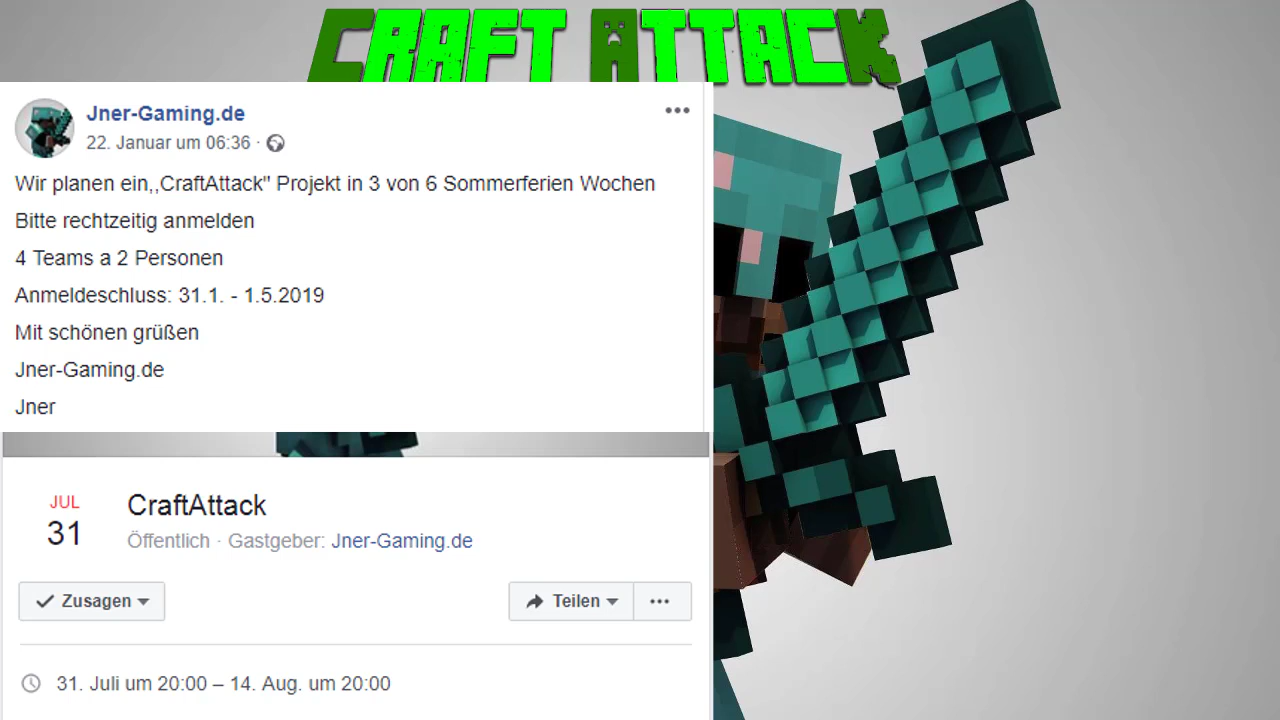 CRAFT ATTACK
Jner-Gaming.de
22. Januar um 06:36 ·
Wir planen ein,,CraftAttack" Projekt in 3 von 6 Sommerferien Wochen
Bitte rechtzeitig anmelden
4 Teams a 2 Personen
Anmeldeschluss: 31.1. - 1.5.2019
Mit schönen grüßen
Jner-Gaming.de
Jner
JUL
31
CraftAttack
Öffentlich · Gastgeber: Jner-Gaming.de
Zusagen
Teilen
31. Juli um 20:00 – 14. Aug. um 20:00